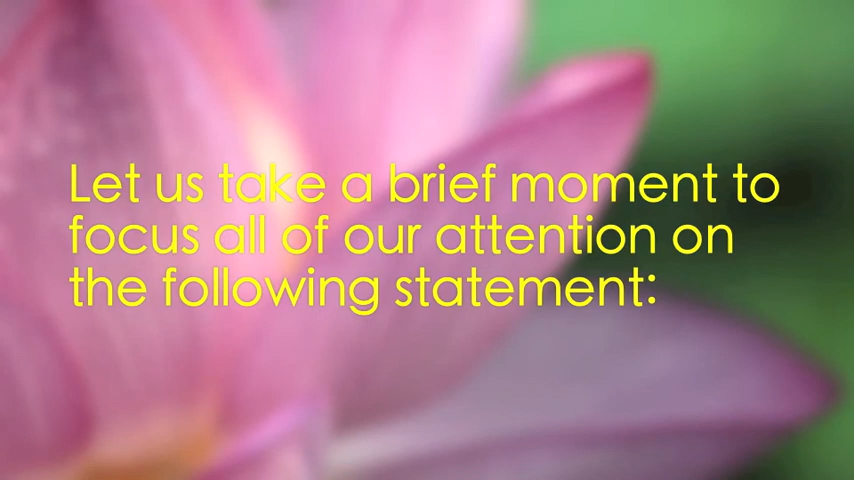 Let us take a brief moment to
focus all of our attention on
the following statement: